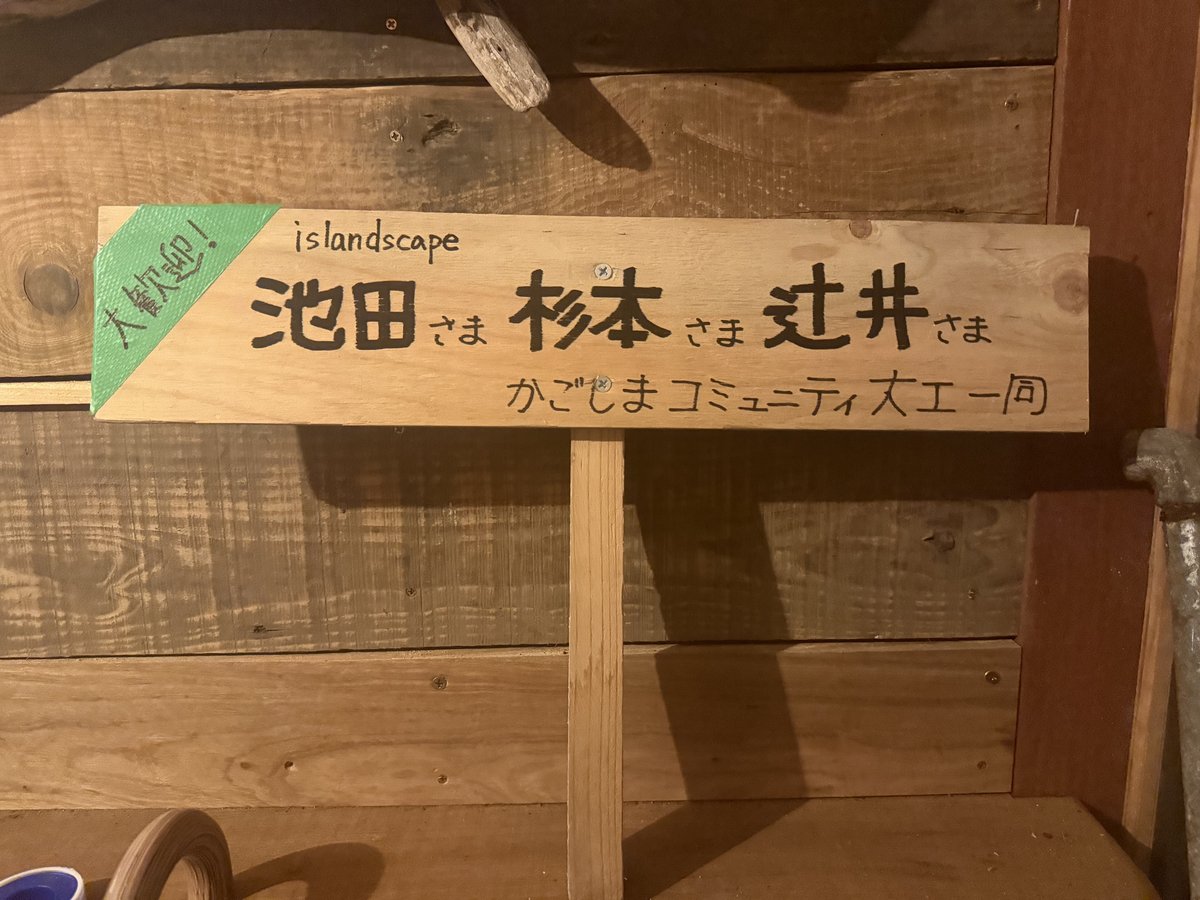 大歓迎!
islandscape
池田さま 杉本さま 辻井さま
かごしまコミュニティ大工一同